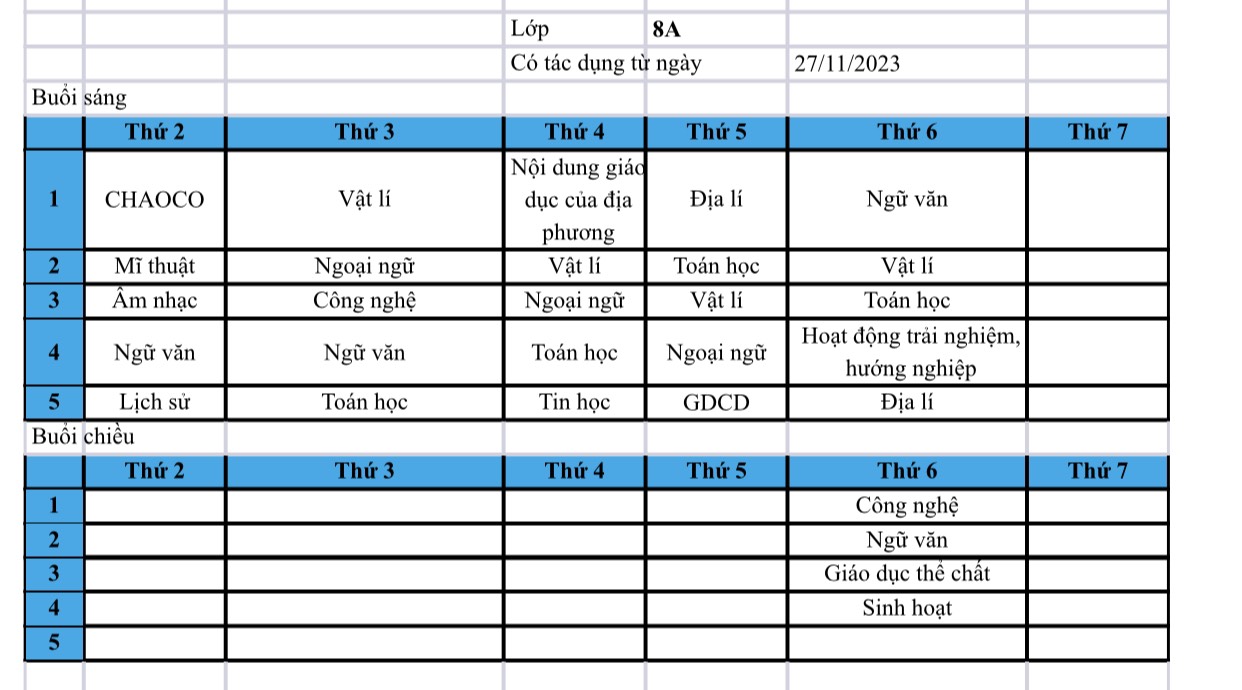 Lớp 8A
Có tác dụng từ ngày 27/11/2023
Buổi sáng
Thứ 2 Thứ 3 Thứ 4 Thứ 5 Thứ 6 Thứ 7
1 CHAOCO Vật lí Nội dung giáo dục của địa phương Địa lí Ngữ văn
2 Mĩ thuật Ngoại ngữ Vật lí Toán học Vật lí
3 Âm nhạc Công nghệ Ngoại ngữ Vật lí Toán học
4 Ngữ văn Ngữ văn Toán học Ngoại ngữ Hoạt động trải nghiệm, hướng nghiệp
5 Lịch sử Toán học Tin học GDCD Địa lí
Buổi chiều
Thứ 2 Thứ 3 Thứ 4 Thứ 5 Thứ 6 Thứ 7
1 Công nghệ
2 Ngữ văn
3 Giáo dục thể chất
4 Sinh hoạt
5